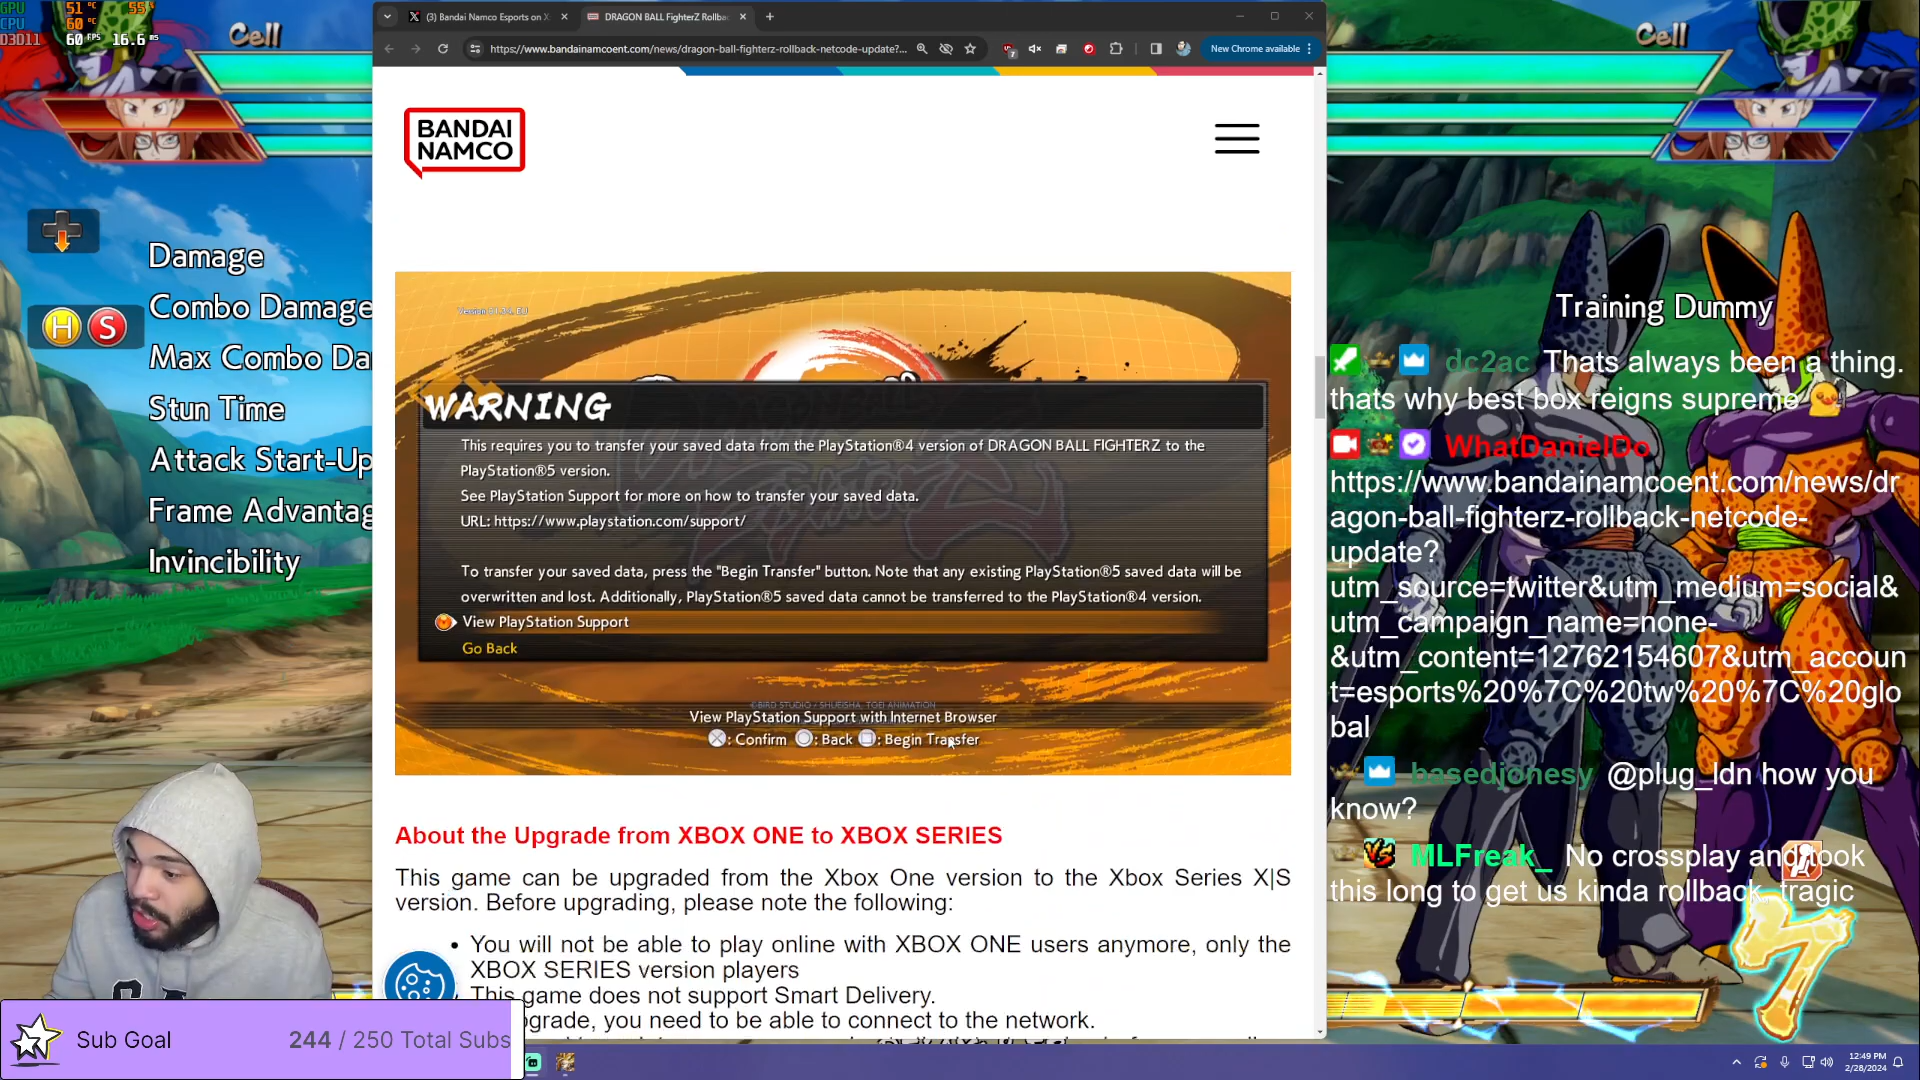 GPU 51 °C 55 %
CPU 60 °C
D3D11 60 FPS 16.6 ms
Cell
Cell
(3) Bandai Namco Esports on X
DRAGON BALL FighterZ Rollba
https://www.bandainamcoent.com/news/dragon-ball-fighterz-rollback-netcode-update?...
New Chrome available
BANDAI
NAMCO
Damage
Combo Damage
Max Combo Da
Stun Time
Attack Start-Up
Frame Advantag
Invincibility
H S
WARNING
This requires you to transfer your saved data from the PlayStation®4 version of DRAGON BALL FIGHTERZ to the
PlayStation®5 version.
See PlayStation Support for more on how to transfer your saved data.
URL: https://www.playstation.com/support/
To transfer your saved data, press the "Begin Transfer" button. Note that any existing PlayStation®5 saved data will be
overwritten and lost. Additionally, PlayStation®5 saved data cannot be transferred to the PlayStation®4 version.
View PlayStation Support
Go Back
©BIRD STUDIO / SHUEISHA, TOEI ANIMATION
View PlayStation Support with Internet Browser
: Confirm : Back : Begin Transfer
About the Upgrade from XBOX ONE to XBOX SERIES
This game can be upgraded from the Xbox One version to the Xbox Series X|S
version. Before upgrading, please note the following:
• You will not be able to play online with XBOX ONE users anymore, only the
XBOX SERIES version players
This game does not support Smart Delivery.
pgrade, you need to be able to connect to the network.
Training Dummy
dc2ac Thats always been a thing.
thats why best box reigns supreme
WhatDanielDo
https://www.bandainamcoent.com/news/dr
agon-ball-fighterz-rollback-netcode-
update?
utm_source=twitter&utm_medium=social&
utm_campaign_name=none-
&utm_content=12762154607&utm_accoun
t=esports%20%7C%20tw%20%7C%20glo
bal
basedjonesy @plug_ldn how you
know?
MLFreak_ No crossplay and took
this long to get us kinda rollback, tragic
7
Sub Goal 244 / 250 Total Subs
12:49 PM
2/28/2024